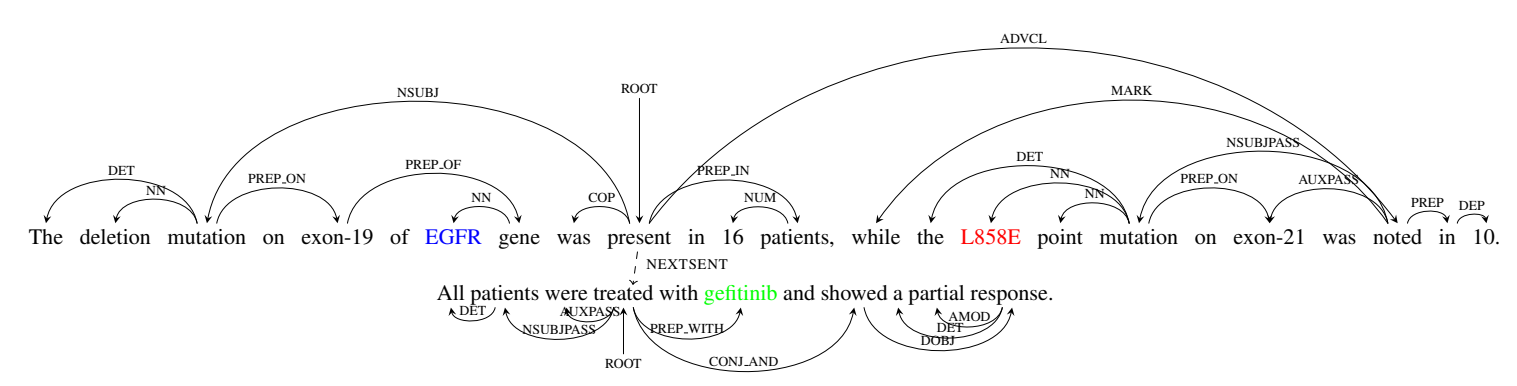 ADVCL
ROOT
NSUBJ
MARK
NSUBJPASS
DET
PREP_OF
PREP_IN
DET
NN
PREP_ON
NN
PREP_ON
AUXPASS
NN
COP
NUM
NN
PREP
DEP
The deletion mutation on exon-19 of EGFR gene was present in 16 patients, while the L858E point mutation on exon-21 was noted in 10.
NEXTSENT
All patients were treated with gefitinib and showed a partial response.
DET
AUXPASS
AMOD
NSUBJPASS
PREP_WITH
DET
DOBJ
ROOT
CONJ_AND